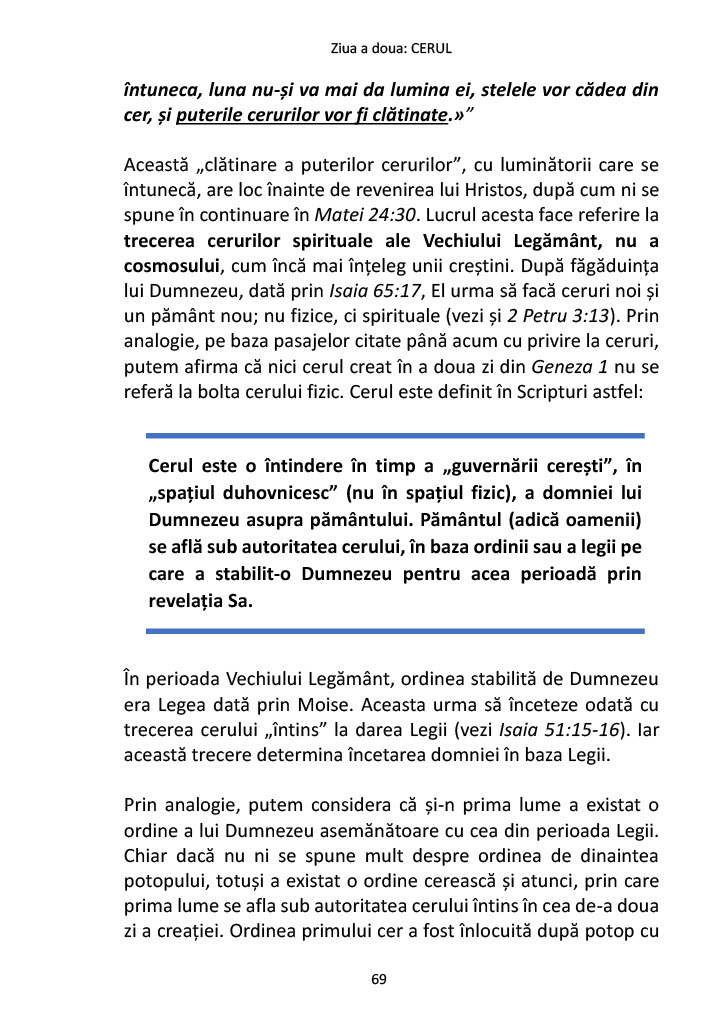 Ziua a doua: CERUL
întuneca, luna nu-și va mai da lumina ei, stelele vor cădea din
cer, și puterile cerurilor vor fi clătinate.»”
Această „clătinare a puterilor cerurilor”, cu luminătorii care se
întunecă, are loc înainte de revenirea lui Hristos, după cum ni se
spune în continuare în Matei 24:30. Lucrul acesta face referire la
trecerea cerurilor spirituale ale Vechiului Legământ, nu a
cosmosului, cum încă mai înțeleg unii creștini. După făgăduința
lui Dumnezeu, dată prin Isaia 65:17, El urma să facă ceruri noi și
un pământ nou; nu fizice, ci spirituale (vezi și 2 Petru 3:13). Prin
analogie, pe baza pasajelor citate până acum cu privire la ceruri,
putem afirma că nici cerul creat în a doua zi din Geneza 1 nu se
referă la bolta cerului fizic. Cerul este definit în Scripturi astfel:
Cerul este o întindere în timp a „guvernării cerești”, în
„spațiul duhovnicesc” (nu în spațiul fizic), a domniei lui
Dumnezeu asupra pământului. Pământul (adică oamenii)
se află sub autoritatea cerului, în baza ordinii sau a legii pe
care a stabilit-o Dumnezeu pentru acea perioadă prin
revelația Sa.
În perioada Vechiului Legământ, ordinea stabilită de Dumnezeu
era Legea dată prin Moise. Aceasta urma să înceteze odată cu
trecerea cerului „întins” la darea Legii (vezi Isaia 51:15-16). Iar
această trecere determina încetarea domniei în baza Legii.
Prin analogie, putem considera că și-n prima lume a existat o
ordine a lui Dumnezeu asemănătoare cu cea din perioada Legii.
Chiar dacă nu ni se spune mult despre ordinea de dinaintea
potopului, totuși a existat o ordine cerească și atunci, prin care
prima lume se afla sub autoritatea cerului întins în cea de-a doua
zi a creației. Ordinea primului cer a fost înlocuită după potop cu
69